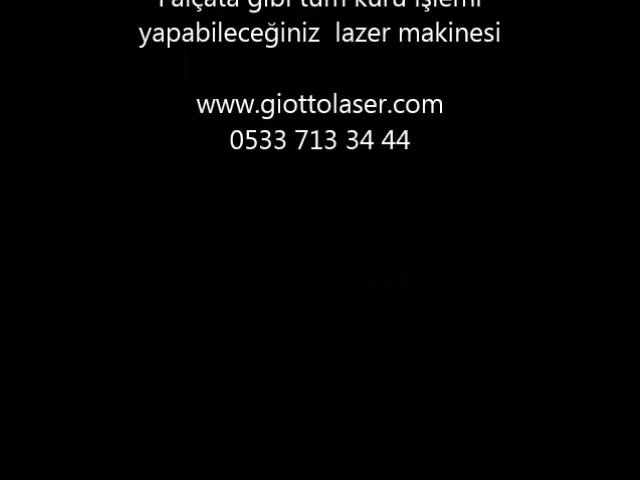 Falçata gibi tüm kuru işlemi
yapabileceğiniz lazer makinesi
www.giottolaser.com
0533 713 34 44